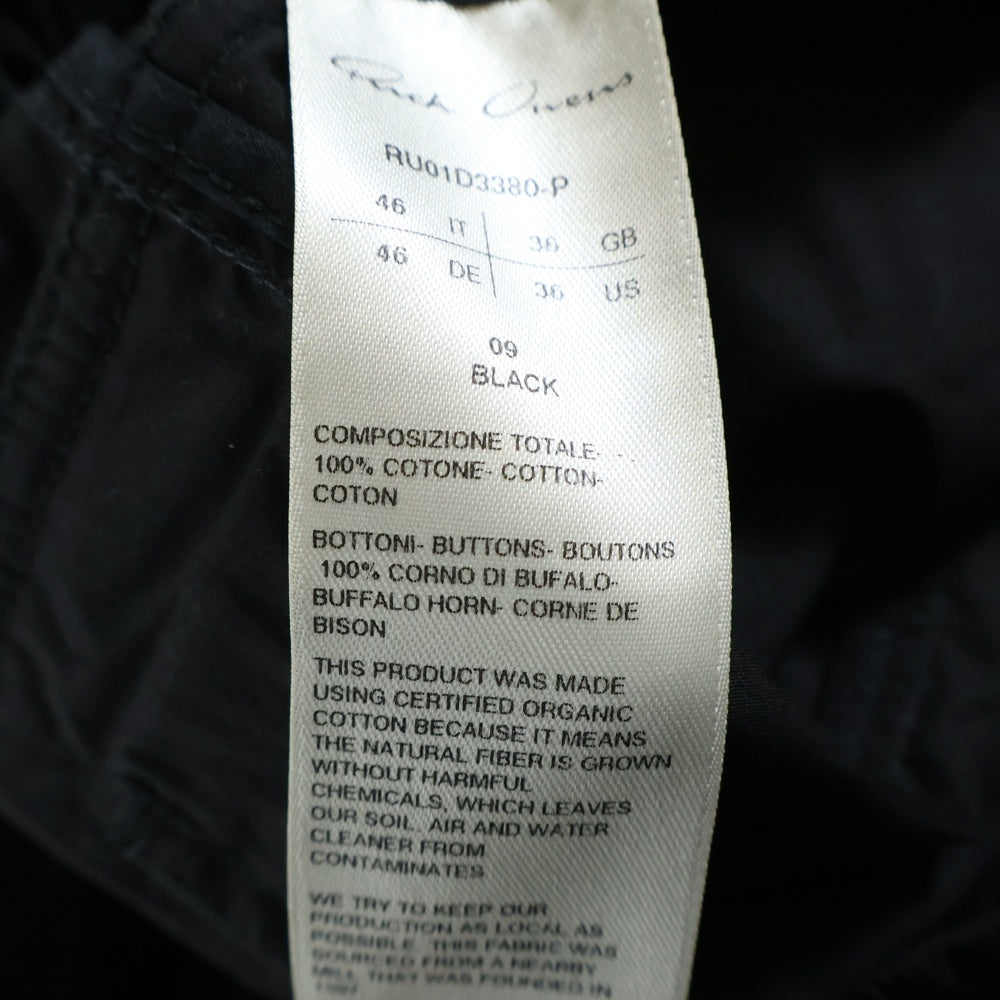 Rick Owens
RU01D3380-P
46 IT 36 GB
46 DE 36 US
09
BLACK
COMPOSIZIONE TOTALE-
100% COTONE- COTTON-
COTON
BOTTONI- BUTTONS- BOUTONS
100% CORNO DI BUFALO-
BUFFALO HORN- CORNE DE
BISON
THIS PRODUCT WAS MADE
USING CERTIFIED ORGANIC
COTTON BECAUSE IT MEANS
THE NATURAL FIBER IS GROWN
WITHOUT HARMFUL
CHEMICALS, WHICH LEAVES
OUR SOIL, AIR AND WATER
CLEANER FROM
CONTAMINATES
WE TRY TO KEEP OUR
PRODUCTION AS LOCAL AS
POSSIBLE. THIS FABRIC WAS
SOURCED FROM A NEARBY
MILL THAT WAS FOUNDED IN